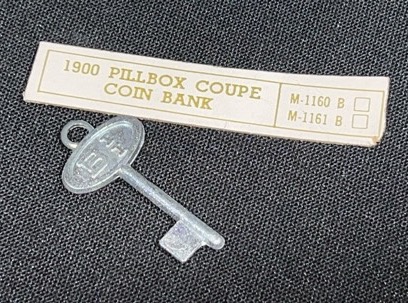 1900 PILLBOX COUPE
COIN BANK
M-1160 B
M-1161 B